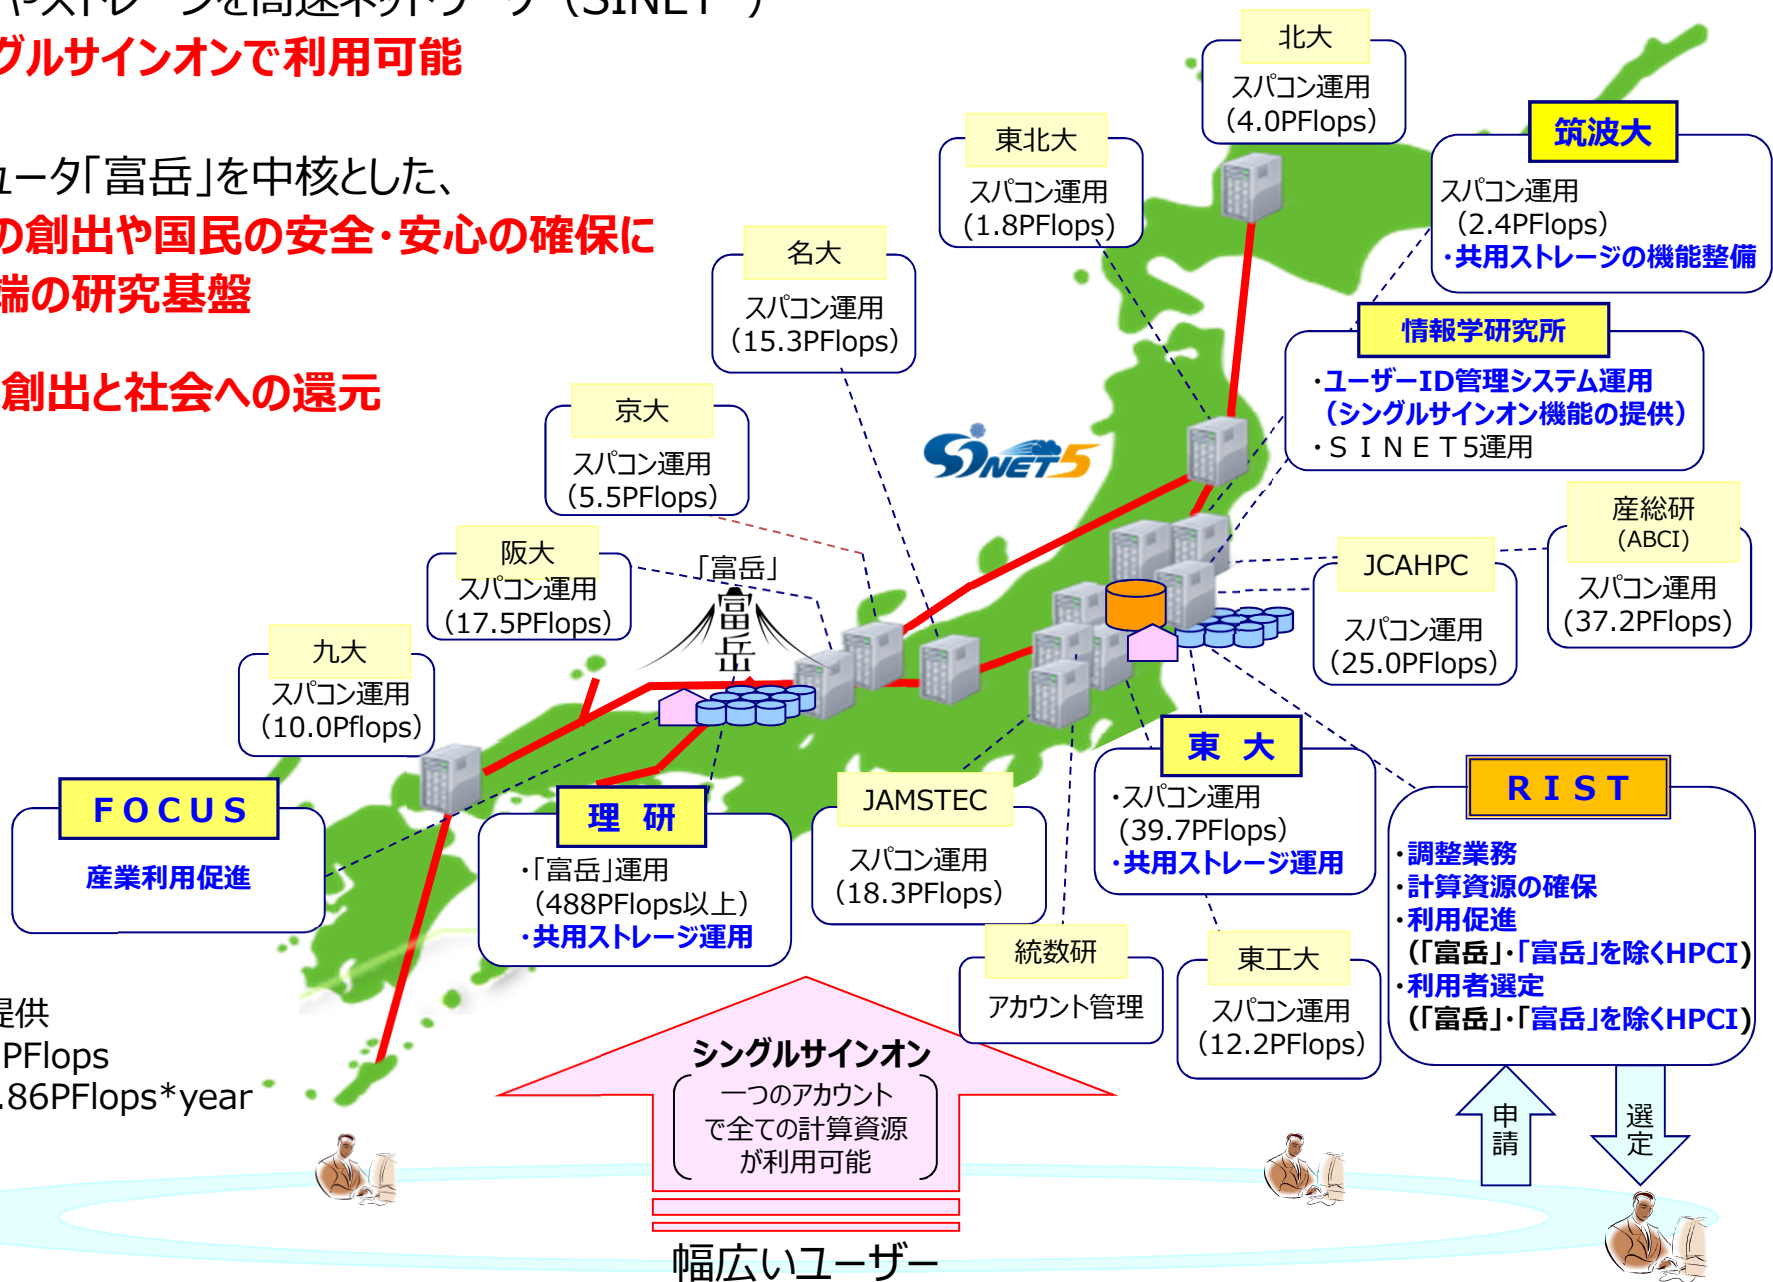 やストレージを高速ネットワーク（SINET
グルサインオンで利用可能
ュータ「富岳」を中核とした、
の創出や国民の安全・安心の確保に
端の研究基盤
創出と社会への還元
北大
スパコン運用
（4.0PFlops）
東北大
スパコン運用
（1.8PFlops）
筑波大
スパコン運用
（2.4PFlops）
・共用ストレージの機能整備
名大
スパコン運用
（15.3PFlops）
情報学研究所
・ユーザーID管理システム運用
（シングルサインオン機能の提供）
・ＳＩＮＥＴ5運用
京大
スパコン運用
（5.5PFlops）
SINET5
産総研
(ABCI)
スパコン運用
（37.2PFlops）
JCAHPC
スパコン運用
（25.0PFlops）
阪大
スパコン運用
（17.5PFlops）
「富岳」
富岳
九大
スパコン運用
（10.0Pflops）
ＦＯＣＵＳ
産業利用促進
理 研
・「富岳」運用
（488PFlops以上）
・共用ストレージ運用
JAMSTEC
スパコン運用
（18.3PFlops）
東 大
・スパコン運用
（39.7PFlops）
・共用ストレージ運用
ＲＩＳＴ
・調整業務
・計算資源の確保
・利用促進
（「富岳」・「富岳」を除くHPCI）
・利用者選定
（「富岳」・「富岳」を除くHPCI）
統数研
アカウント管理
東工大
スパコン運用
（12.2PFlops）
提供
PFlops
.86PFlops*year
シングルサインオン
一つのアカウント
で全ての計算資源
が利用可能
申請
選定
幅広いユーザー